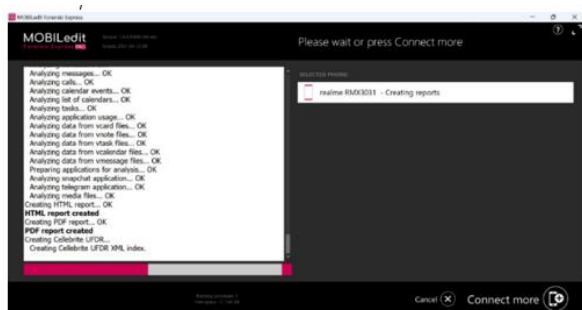 MOBILedit Forensic Express
MOBILedit
Forensic Express PRO
Please wait or press Connect more
SELECTED PHONE:
realme RMX3031 - Creating reports
Analyzing messages... OK
Analyzing calls... OK
Analyzing calendar events... OK
Analyzing list of calendars... OK
Analyzing tasks... OK
Analyzing application usage... OK
Analyzing data from vcard files... OK
Analyzing data from vnote files... OK
Analyzing data from vtask files... OK
Analyzing data from vcalendar files... OK
Analyzing data from vmessage files... OK
Preparing applications for analysis... OK
Analyzing snapchat application... OK
Analyzing telegram application... OK
Analyzing media files... OK
Creating HTML report... OK
HTML report created
Creating PDF report... OK
PDF report created
Creating Cellebrite UFDR...
Creating Cellebrite UFDR XML index.
Cancel
Connect more